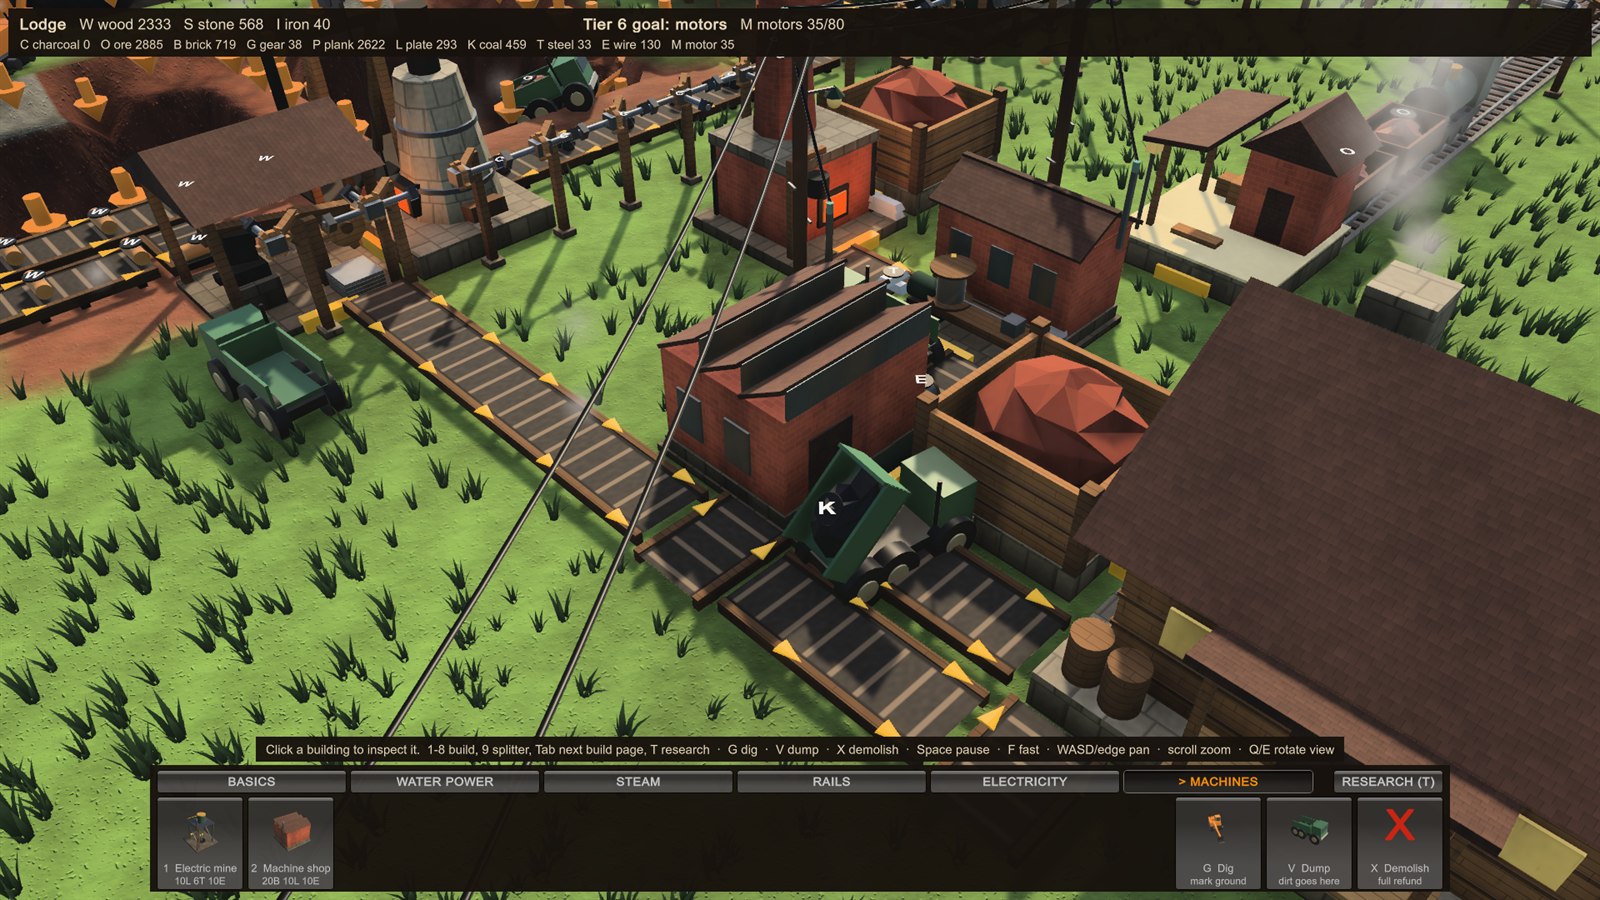 Lodge W wood 2333 S stone 568 I iron 40
Tier 6 goal: motors M motors 35/80
C charcoal 0 O ore 2885 B brick 719 G gear 38 P plank 2622 L plate 293 K coal 459 T steel 33 E wire 130 M motor 35
W
W
W
W
W
W
W
C
E
K
Click a building to inspect it. 1-8 build, 9 splitter, Tab next build page, T research · G dig · V dump · X demolish · Space pause · F fast · WASD/edge pan · scroll zoom · Q/E rotate view
BASICS
WATER POWER
STEAM
RAILS
ELECTRICITY
> MACHINES
RESEARCH (T)
1 Electric mine
10L 6T 10E
2 Machine shop
20B 10L 10E
G Dig
mark ground
V Dump
dirt goes here
X Demolish
full refund